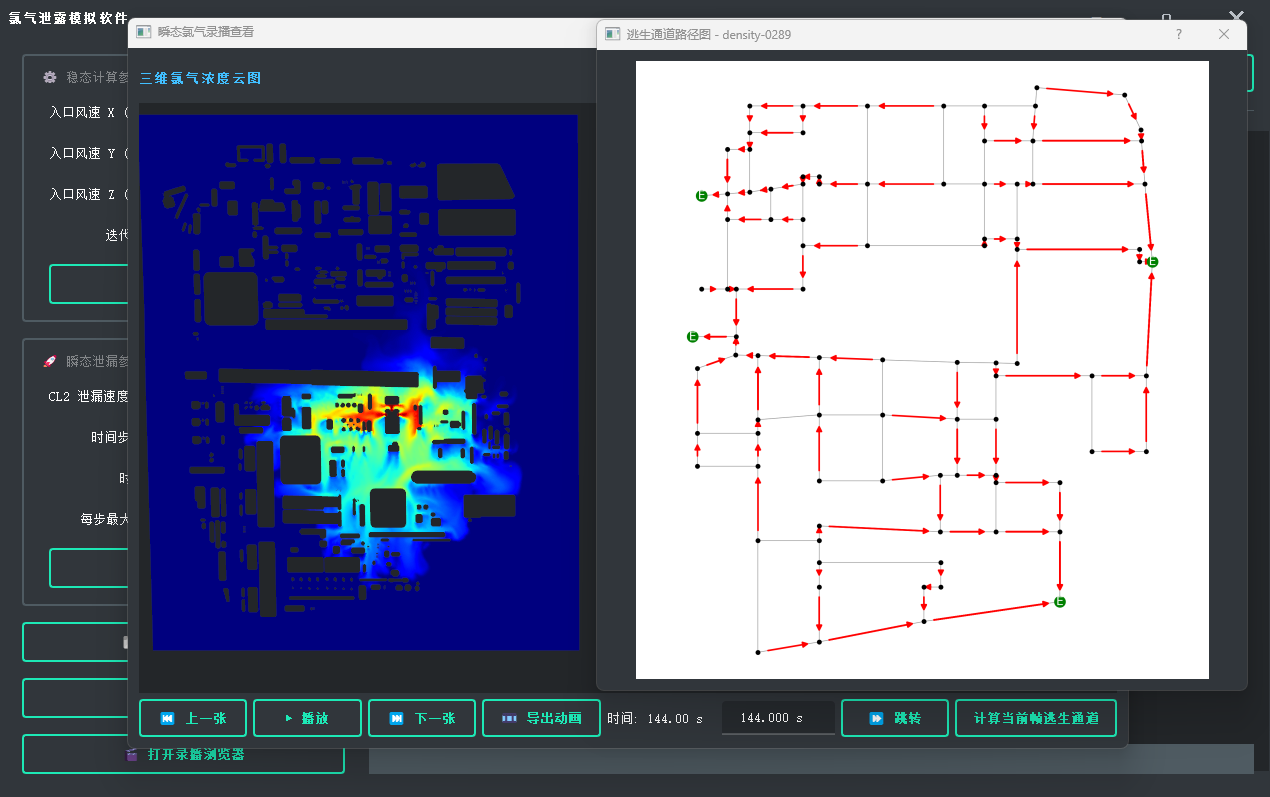 氯气泄露模拟软件
瞬态氯气录播查看
逃生通道路径图 - density-0289
?
稳态计算参
三维氯气浓度云图
入口风速 X (
入口风速 Y (
入口风速 Z (
迭代
瞬态泄漏参
CL2 泄漏速度
时间步
时
每步最大
E
E
E
E
上一张
播放
下一张
导出动画
时间: 144.00 s
144.000 s
跳转
计算当前帧逃生通道
打开录播浏览器